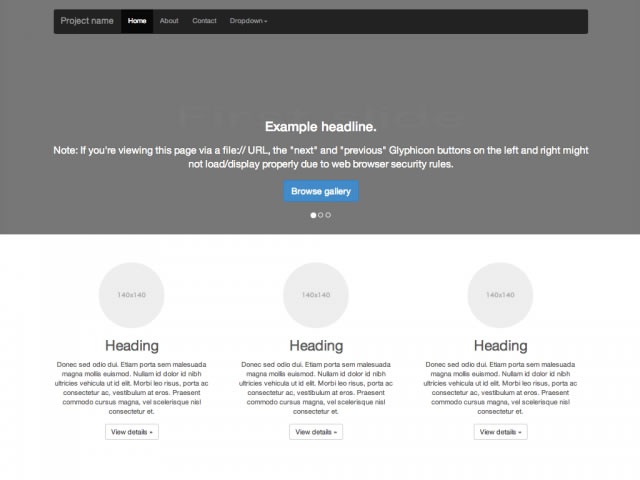 Project name Home About Contact Dropdown
First slide
Example headline.
Note: If you're viewing this page via a file:// URL, the "next" and "previous" Glyphicon buttons on the left and right might
not load/display properly due to web browser security rules.
Browse gallery
140x140 140x140 140x140
Heading
Donec sed odio dui. Etiam porta sem malesuada
magna mollis euismod. Nullam id dolor id nibh
ultricies vehicula ut id elit. Morbi leo risus, porta ac
consectetur ac, vestibulum at eros. Praesent
commodo cursus magna, vel scelerisque nisl
consectetur et.
View details »
Heading
Donec sed odio dui. Etiam porta sem malesuada
magna mollis euismod. Nullam id dolor id nibh
ultricies vehicula ut id elit. Morbi leo risus, porta ac
consectetur ac, vestibulum at eros. Praesent
commodo cursus magna, vel scelerisque nisl
consectetur et.
View details »
Heading
Donec sed odio dui. Etiam porta sem malesuada
magna mollis euismod. Nullam id dolor id nibh
ultricies vehicula ut id elit. Morbi leo risus, porta ac
consectetur ac, vestibulum at eros. Praesent
commodo cursus magna, vel scelerisque nisl
consectetur et.
View details »